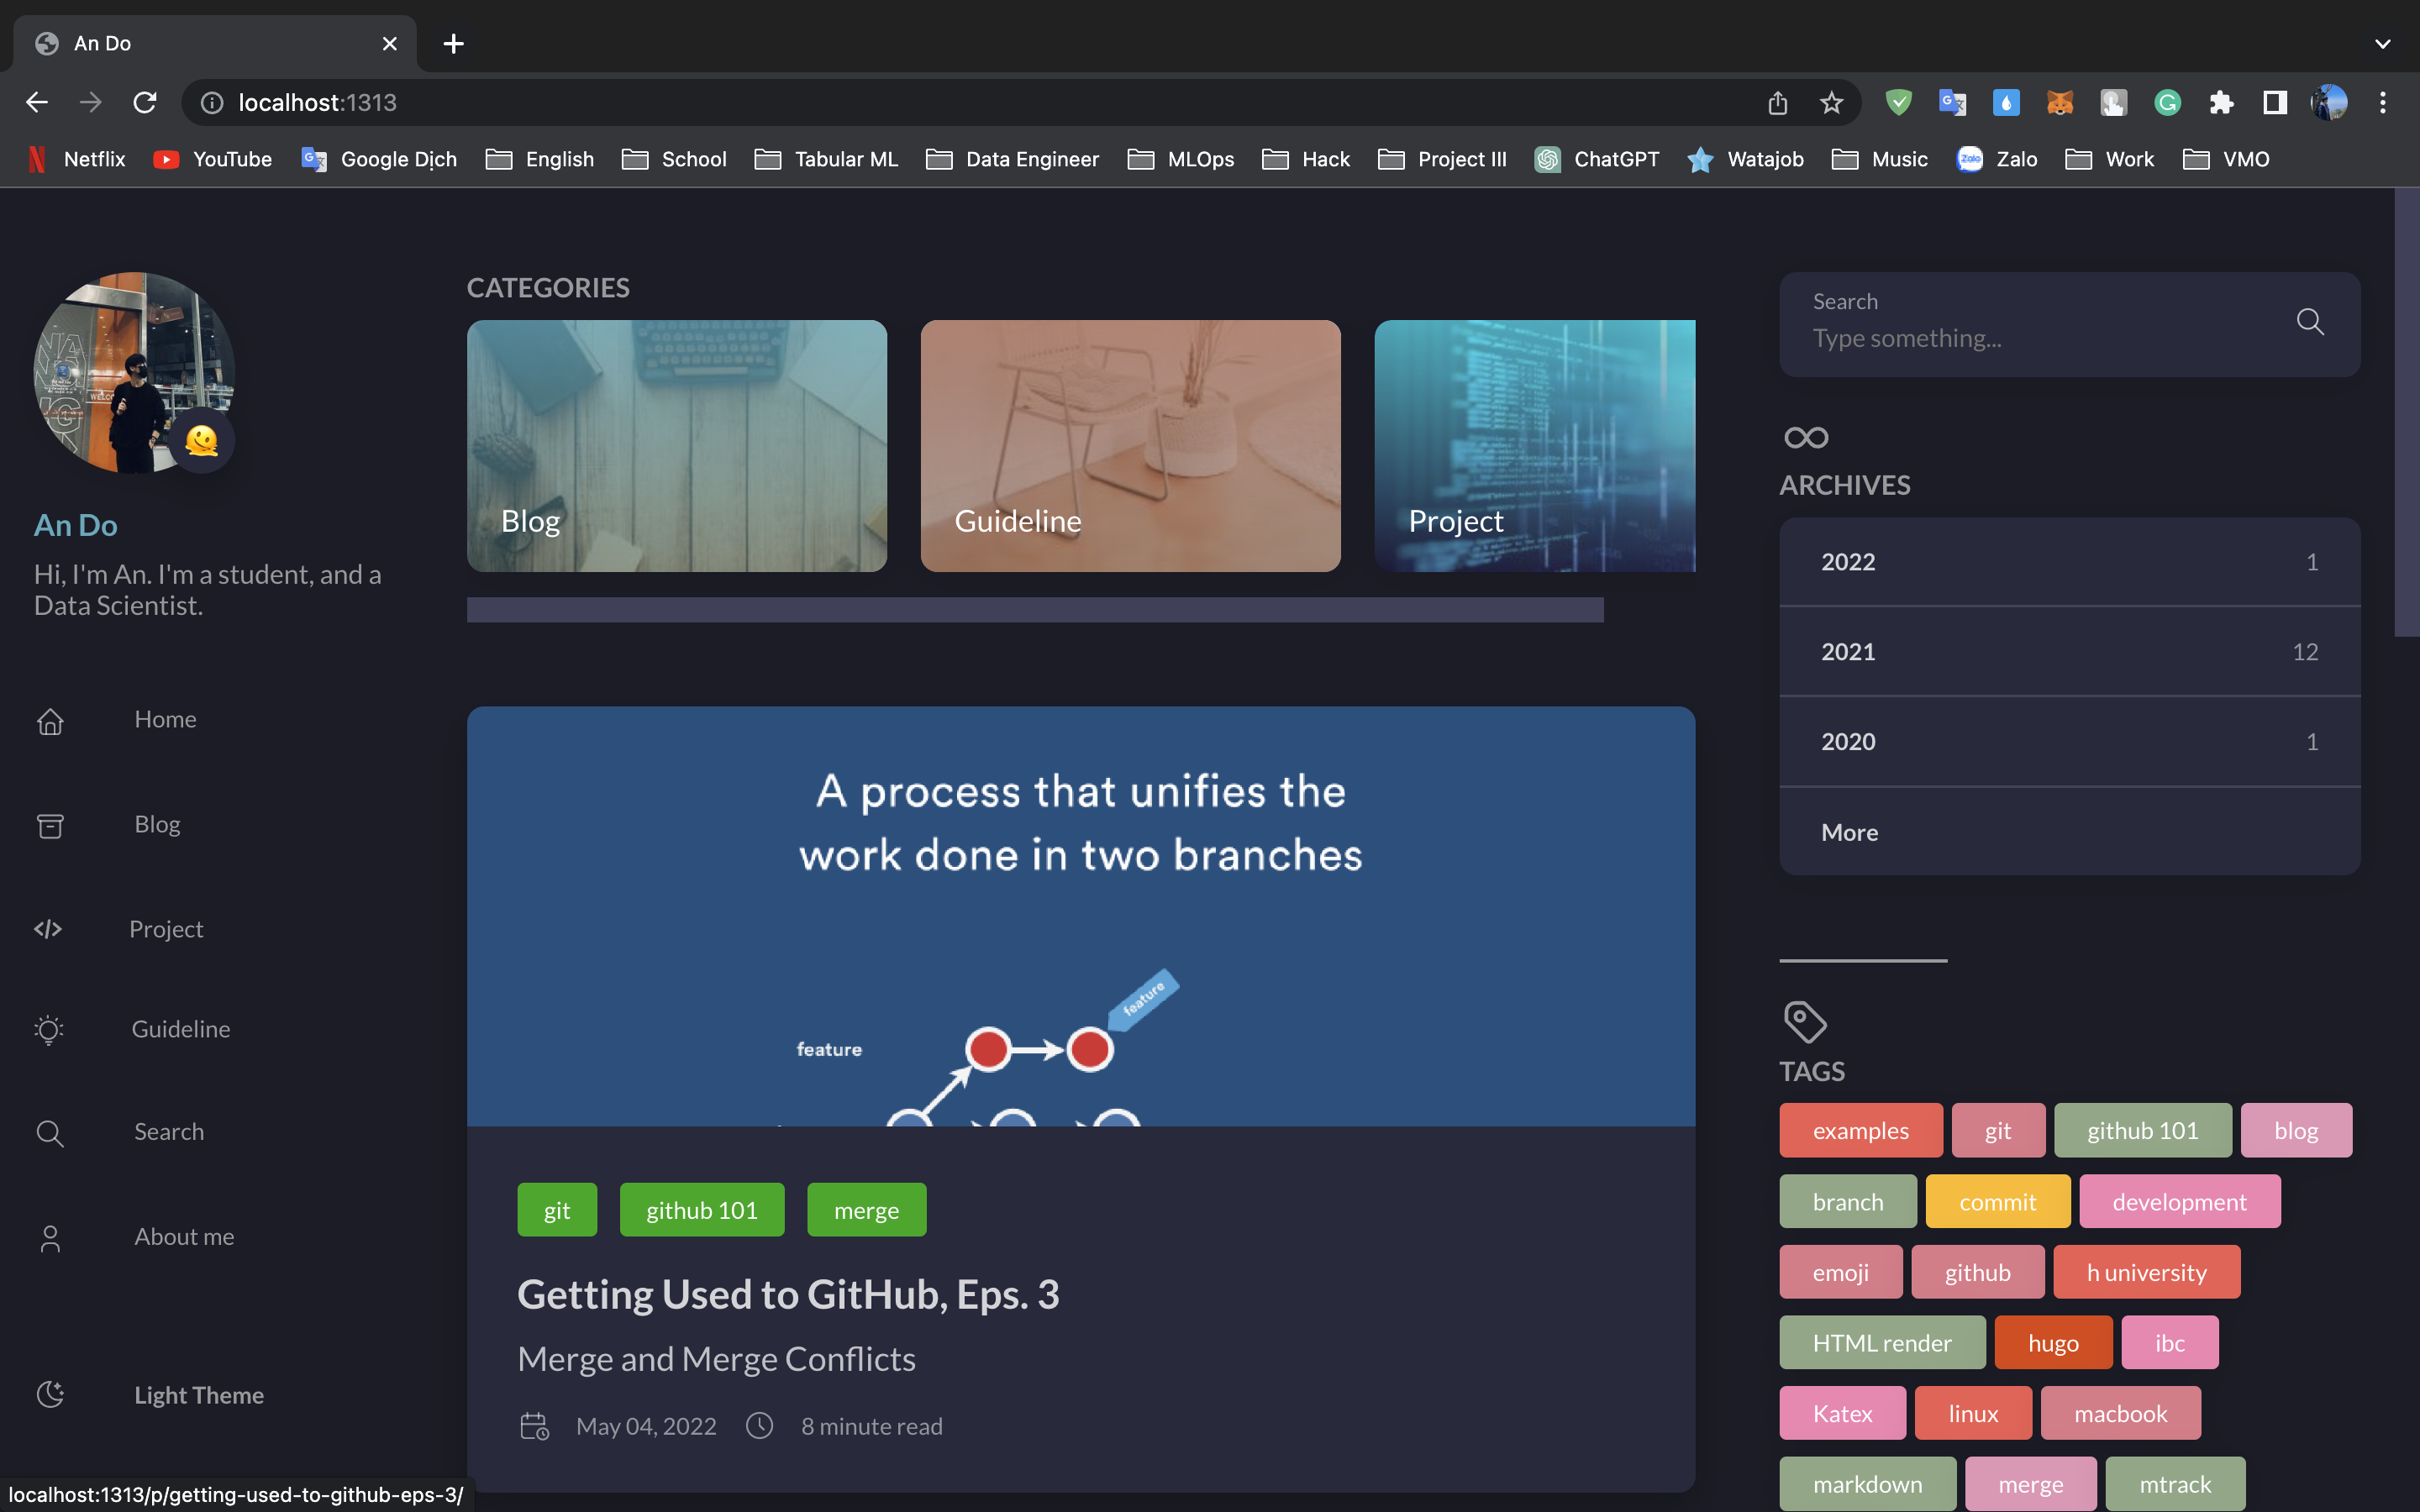 An Do
localhost:1313
Netflix YouTube Google Dịch English School Tabular ML Data Engineer MLOps Hack Project III ChatGPT Watajob Music Zalo Work VMO
An Do
Hi, I'm An. I'm a student, and a
Data Scientist.
Home
Blog
Project
Guideline
Search
About me
Light Theme
localhost:1313/p/getting-used-to-github-eps-3/
CATEGORIES
Blog
Guideline
Project
A process that unifies the
work done in two branches
feature
feature
git github 101 merge
Getting Used to GitHub, Eps. 3
Merge and Merge Conflicts
May 04, 2022 8 minute read
Search
Type something...
ARCHIVES
2022 1
2021 12
2020 1
More
TAGS
examples git github 101 blog
branch commit development
emoji github h university
HTML render hugo ibc
Katex linux macbook
markdown merge mtrack